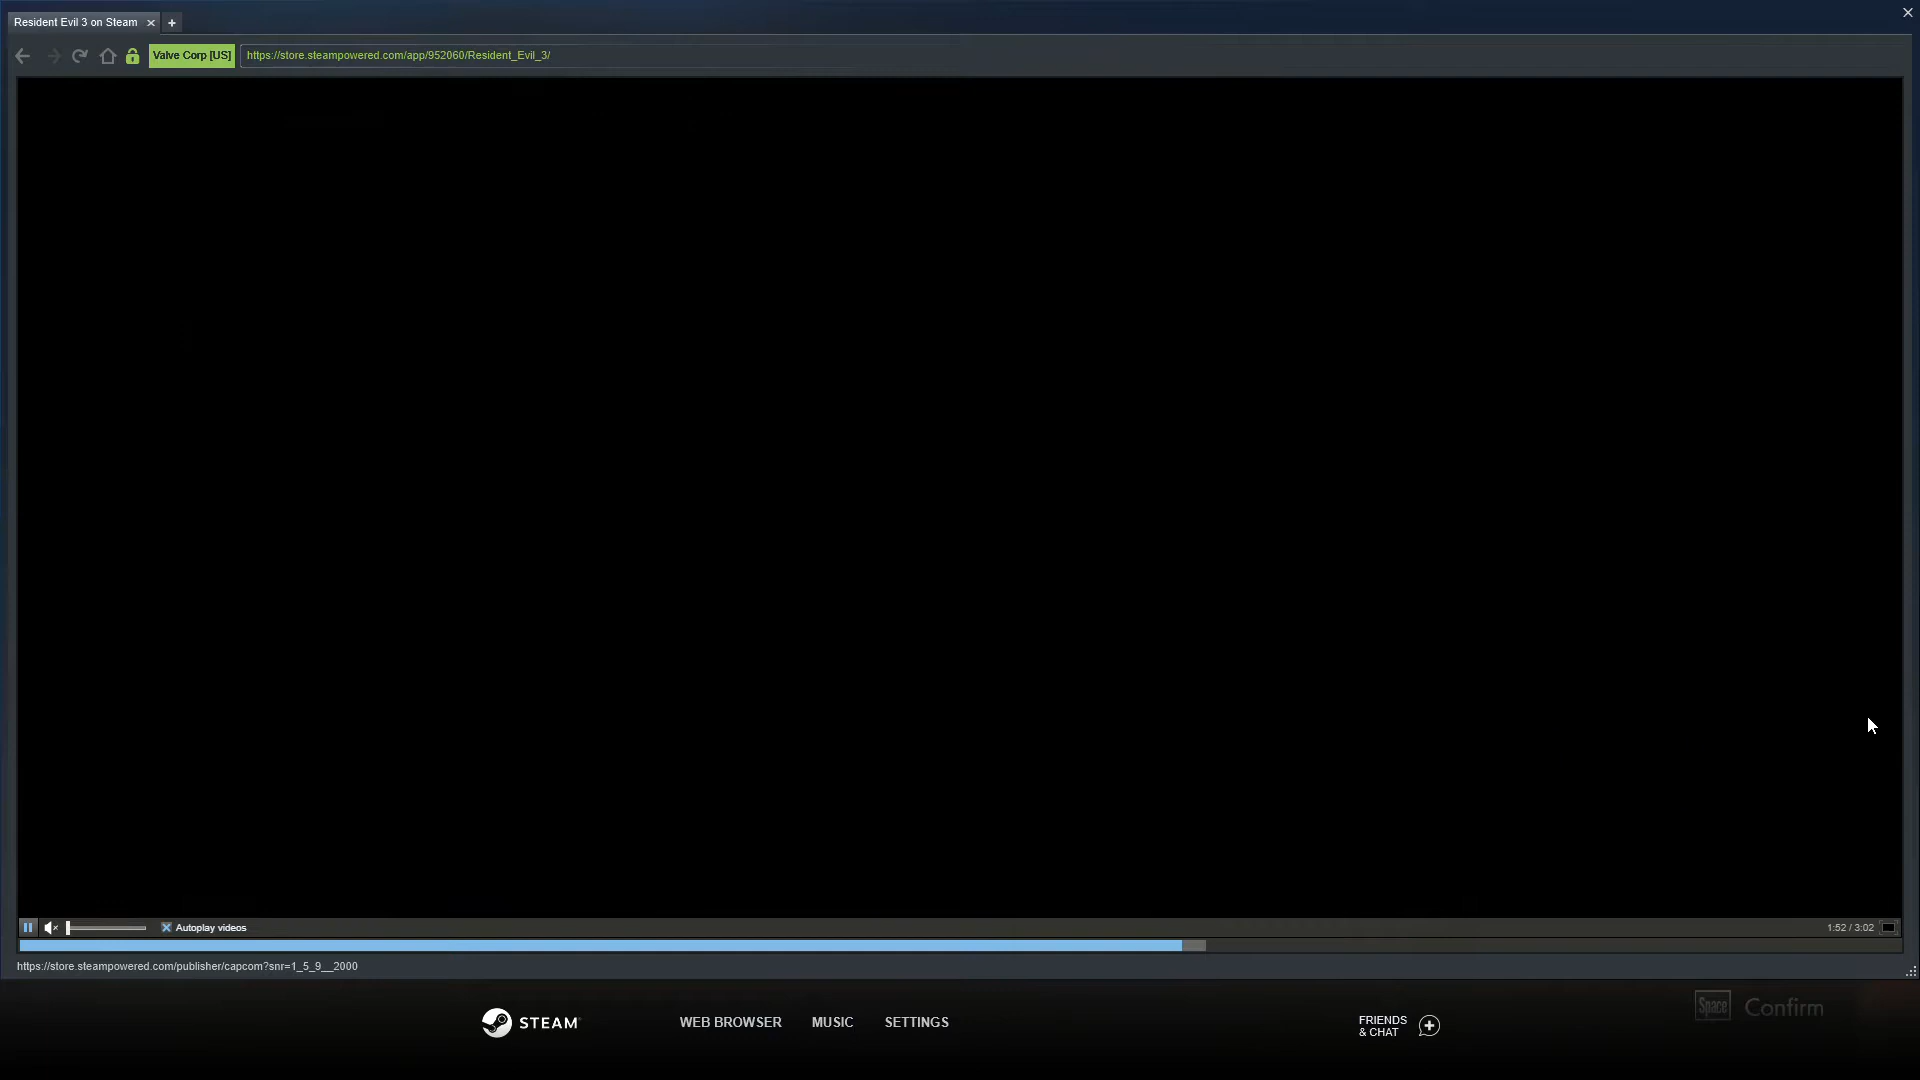 Resident Evil 3 on Steam
Valve Corp [US] https://store.steampowered.com/app/952060/Resident_Evil_3/
Autoplay videos 1:52 / 3:02
https://store.steampowered.com/publisher/capcom?snr=1_5_9__2000
STEAM WEB BROWSER MUSIC SETTINGS FRIENDS & CHAT
Space Confirm